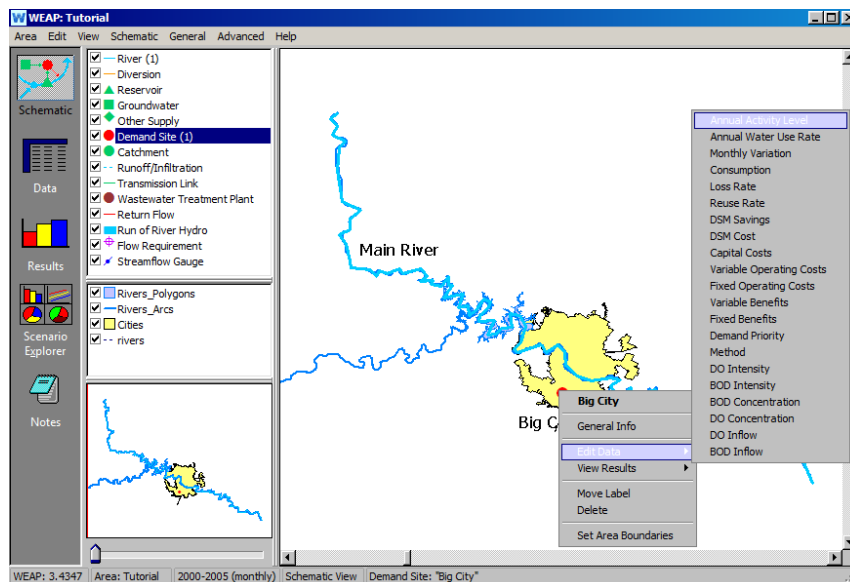 WEAP: Tutorial
Area Edit View Schematic General Advanced Help
Schematic
Data
Results
Scenario
Explorer
Notes
River (1)
Diversion
Reservoir
Groundwater
Other Supply
Demand Site (1)
Catchment
Runoff/Infiltration
Transmission Link
Wastewater Treatment Plant
Return Flow
Run of River Hydro
Flow Requirement
Streamflow Gauge
Rivers_Polygons
Rivers_Arcs
Cities
rivers
Main River
Big C
Big City
General Info
Edit Data
View Results
Move Label
Delete
Set Area Boundaries
Annual Activity Level
Annual Water Use Rate
Monthly Variation
Consumption
Loss Rate
Reuse Rate
DSM Savings
DSM Cost
Capital Costs
Variable Operating Costs
Fixed Operating Costs
Variable Benefits
Fixed Benefits
Demand Priority
Method
DO Intensity
BOD Intensity
BOD Concentration
DO Concentration
DO Inflow
BOD Inflow
WEAP: 3.4347 Area: Tutorial 2000-2005 (monthly) Schematic View Demand Site: "Big City"